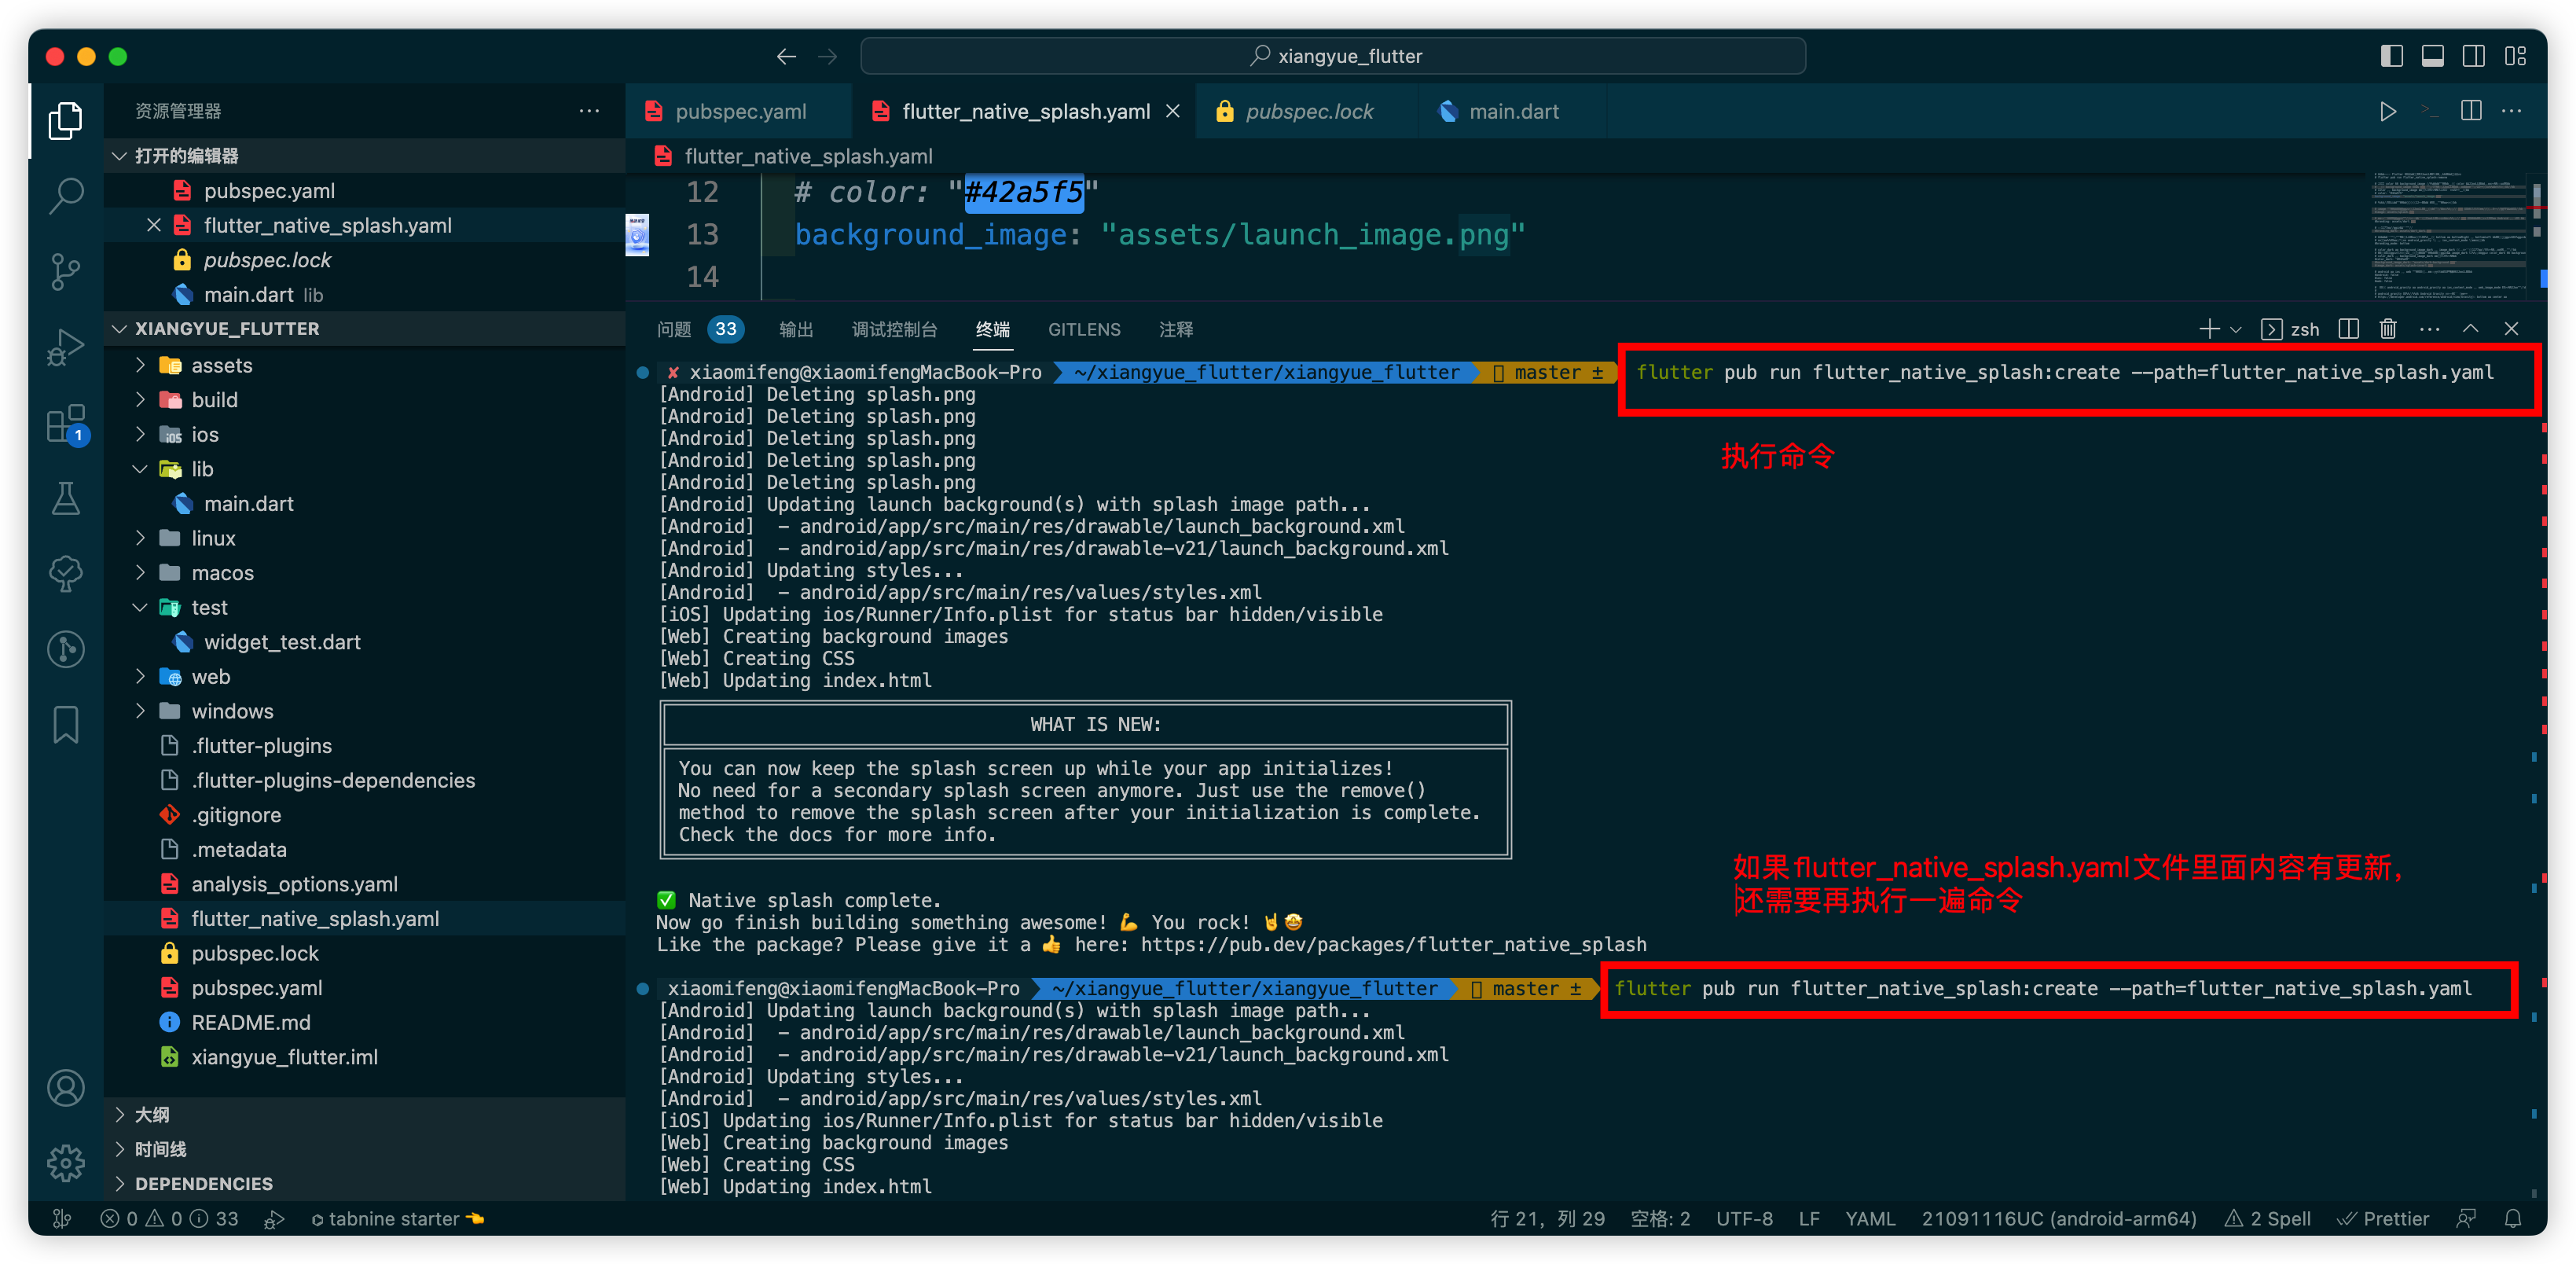 xiangyue_flutter
资源管理器
打开的编辑器
pubspec.yaml
flutter_native_splash.yaml
pubspec.lock
main.dart lib
XIANGYUE_FLUTTER
assets
build
ios
lib
main.dart
linux
macos
test
widget_test.dart
web
windows
.flutter-plugins
.flutter-plugins-dependencies
.gitignore
.metadata
analysis_options.yaml
flutter_native_splash.yaml
pubspec.lock
pubspec.yaml
README.md
xiangyue_flutter.iml
大纲
时间线
DEPENDENCIES
1
pubspec.yaml flutter_native_splash.yaml pubspec.lock main.dart
flutter_native_splash.yaml
12 # color: "#42a5f5"
13 background_image: "assets/launch_image.png"
14
问题 33 输出 调试控制台 终端 GITLENS 注释 zsh
✘ xiaomifeng@xiaomifengMacBook-Pro ~/xiangyue_flutter/xiangyue_flutter master ± flutter pub run flutter_native_splash:create --path=flutter_native_splash.yaml
[Android] Deleting splash.png
[Android] Deleting splash.png
[Android] Deleting splash.png
[Android] Deleting splash.png
[Android] Deleting splash.png
执行命令
[Android] Updating launch background(s) with splash image path...
[Android]  - android/app/src/main/res/drawable/launch_background.xml
[Android]  - android/app/src/main/res/drawable-v21/launch_background.xml
[Android] Updating styles...
[Android]  - android/app/src/main/res/values/styles.xml
[iOS] Updating ios/Runner/Info.plist for status bar hidden/visible
[Web] Creating background images
[Web] Creating CSS
[Web] Updating index.html
WHAT IS NEW:
You can now keep the splash screen up while your app initializes!
No need for a secondary splash screen anymore. Just use the remove()
method to remove the splash screen after your initialization is complete.
Check the docs for more info.
如果flutter_native_splash.yaml文件里面内容有更新，
还需要再执行一遍命令
✅ Native splash complete.
Now go finish building something awesome! 💪 You rock! 🤘🤩
Like the package? Please give it a 👍 here: https://pub.dev/packages/flutter_native_splash
xiaomifeng@xiaomifengMacBook-Pro ~/xiangyue_flutter/xiangyue_flutter master ± flutter pub run flutter_native_splash:create --path=flutter_native_splash.yaml
[Android] Updating launch background(s) with splash image path...
[Android]  - android/app/src/main/res/drawable/launch_background.xml
[Android]  - android/app/src/main/res/drawable-v21/launch_background.xml
[Android] Updating styles...
[Android]  - android/app/src/main/res/values/styles.xml
[iOS] Updating ios/Runner/Info.plist for status bar hidden/visible
[Web] Creating background images
[Web] Creating CSS
[Web] Updating index.html
0 0 33 tabnine starter 👈 行 21，列 29 空格: 2 UTF-8 LF YAML 21091116UC (android-arm64) 2 Spell Prettier